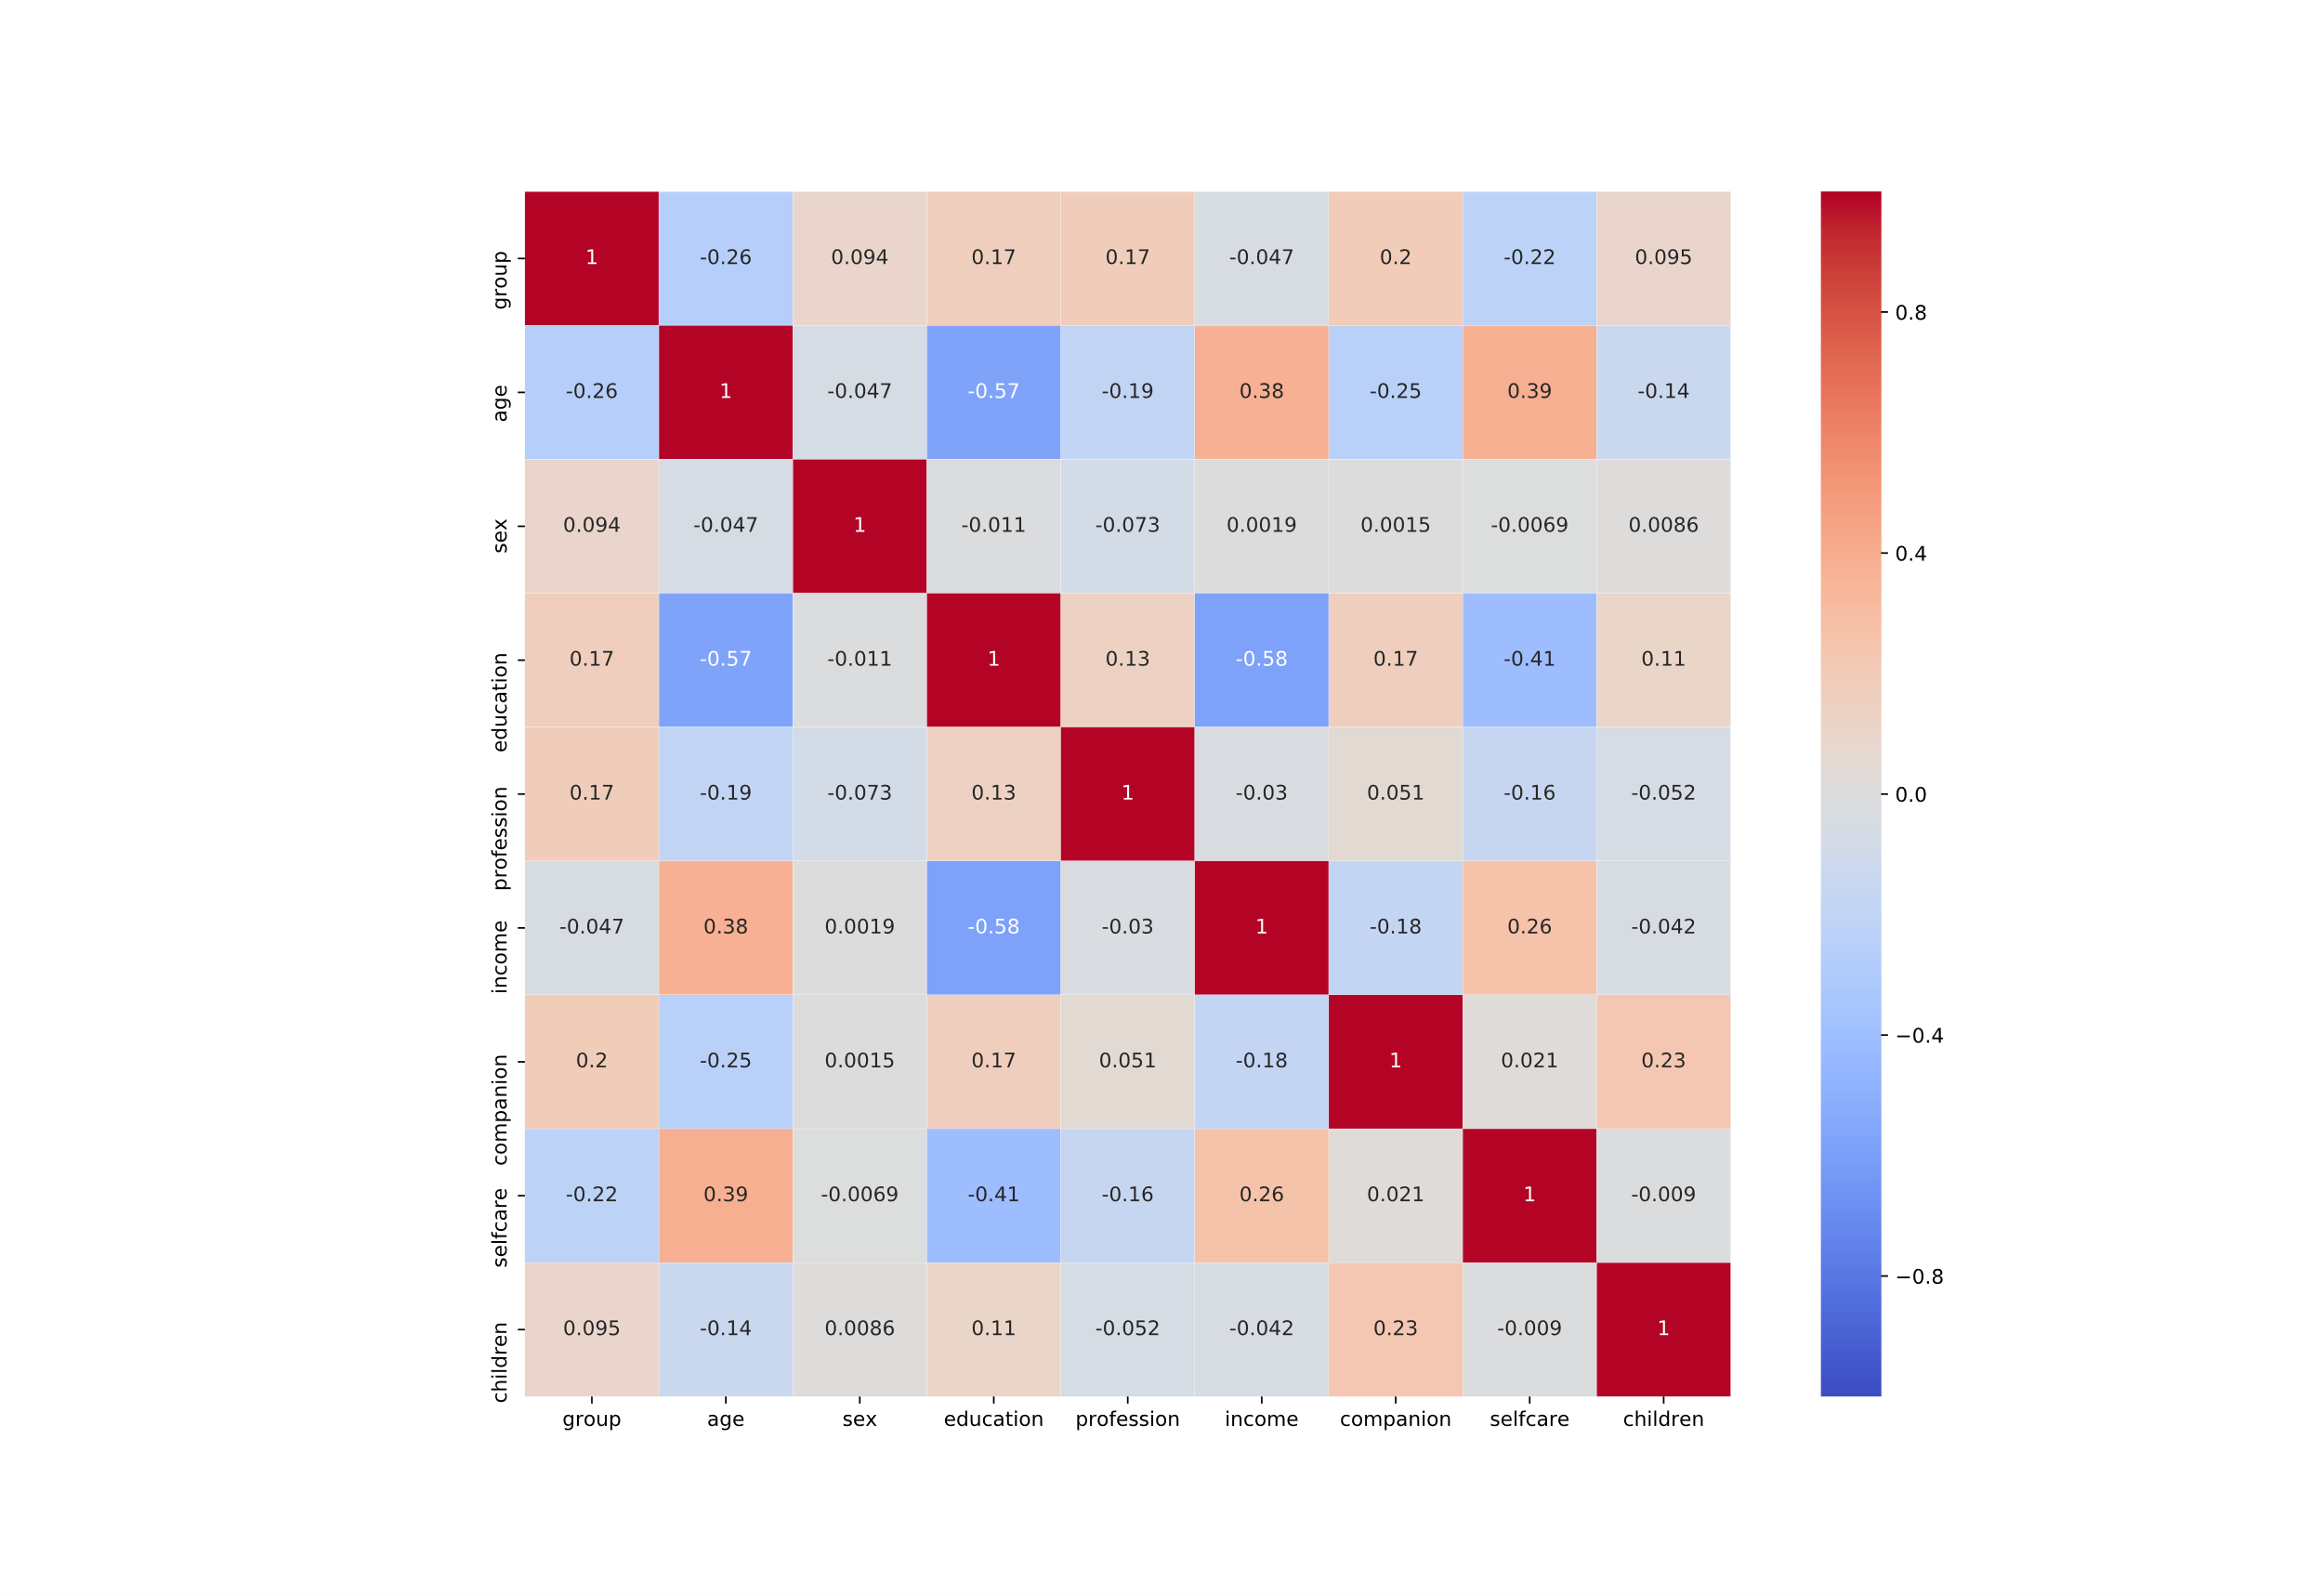 group 1 -0.26 0.094 0.17 0.17 -0.047 0.2 -0.22 0.095
age -0.26 1 -0.047 -0.57 -0.19 0.38 -0.25 0.39 -0.14
sex 0.094 -0.047 1 -0.011 -0.073 0.0019 0.0015 -0.0069 0.0086
education 0.17 -0.57 -0.011 1 0.13 -0.58 0.17 -0.41 0.11
profession 0.17 -0.19 -0.073 0.13 1 -0.03 0.051 -0.16 -0.052
income -0.047 0.38 0.0019 -0.58 -0.03 1 -0.18 0.26 -0.042
companion 0.2 -0.25 0.0015 0.17 0.051 -0.18 1 0.021 0.23
selfcare -0.22 0.39 -0.0069 -0.41 -0.16 0.26 0.021 1 -0.009
children 0.095 -0.14 0.0086 0.11 -0.052 -0.042 0.23 -0.009 1
group age sex education profession income companion selfcare children
0.8
0.4
0.0
−0.4
−0.8